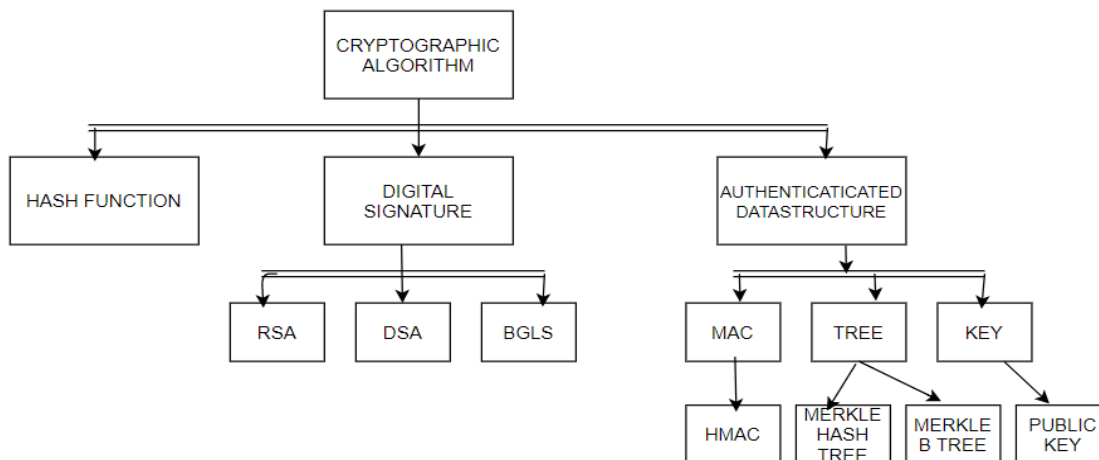 CRYPTOGRAPHIC
ALGORITHM
HASH FUNCTION
DIGITAL
SIGNATURE
AUTHENTICATICATED
DATASTRUCTURE
RSA
DSA
BGLS
MAC
TREE
KEY
HMAC
MERKLE
HASH
TREE
MERKLE
B TREE
PUBLIC
KEY